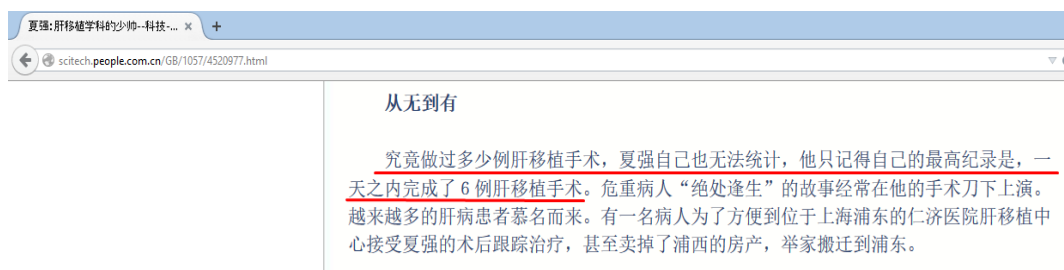 夏强:肝移植学科的少帅--科技-... × +
scitech.people.com.cn/GB/1057/4520977.html
从无到有
究竟做过多少例肝移植手术，夏强自己也无法统计，他只记得自己的最高纪录是，一
天之内完成了6例肝移植手术。危重病人“绝处逢生”的故事经常在他的手术刀下上演。
越来越多的肝病患者慕名而来。有一名病人为了方便到位于上海浦东的仁济医院肝移植中
心接受夏强的术后跟踪治疗，甚至卖掉了浦西的房产，举家搬迁到浦东。